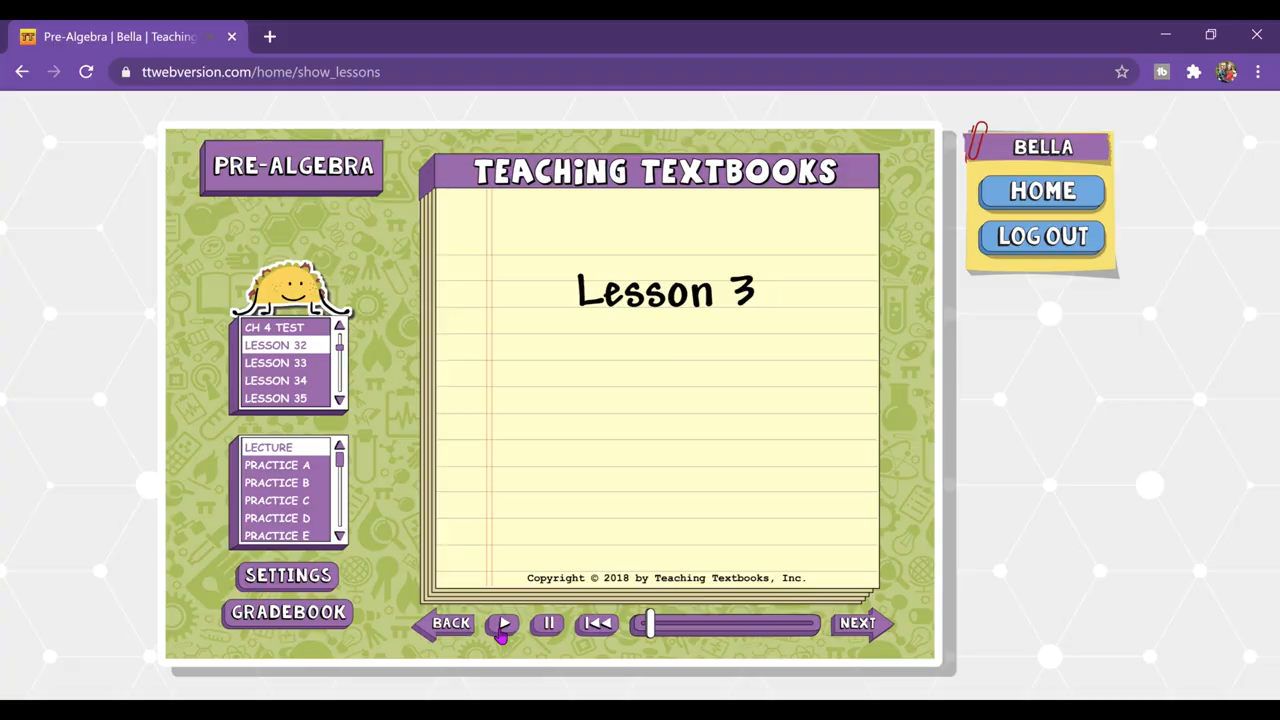 Pre-Algebra | Bella | Teaching
ttwebversion.com/home/show_lessons
tb
PRE-ALGEBRA
TEACHING TEXTBOOKS
BELLA
HOME
LOG OUT
Lesson 3
CH 4 TEST
LESSON 32
LESSON 33
LESSON 34
LESSON 35
LECTURE
PRACTICE A
PRACTICE B
PRACTICE C
PRACTICE D
PRACTICE E
SETTINGS
GRADEBOOK
Copyright © 2018 by Teaching Textbooks, Inc.
BACK
NEXT